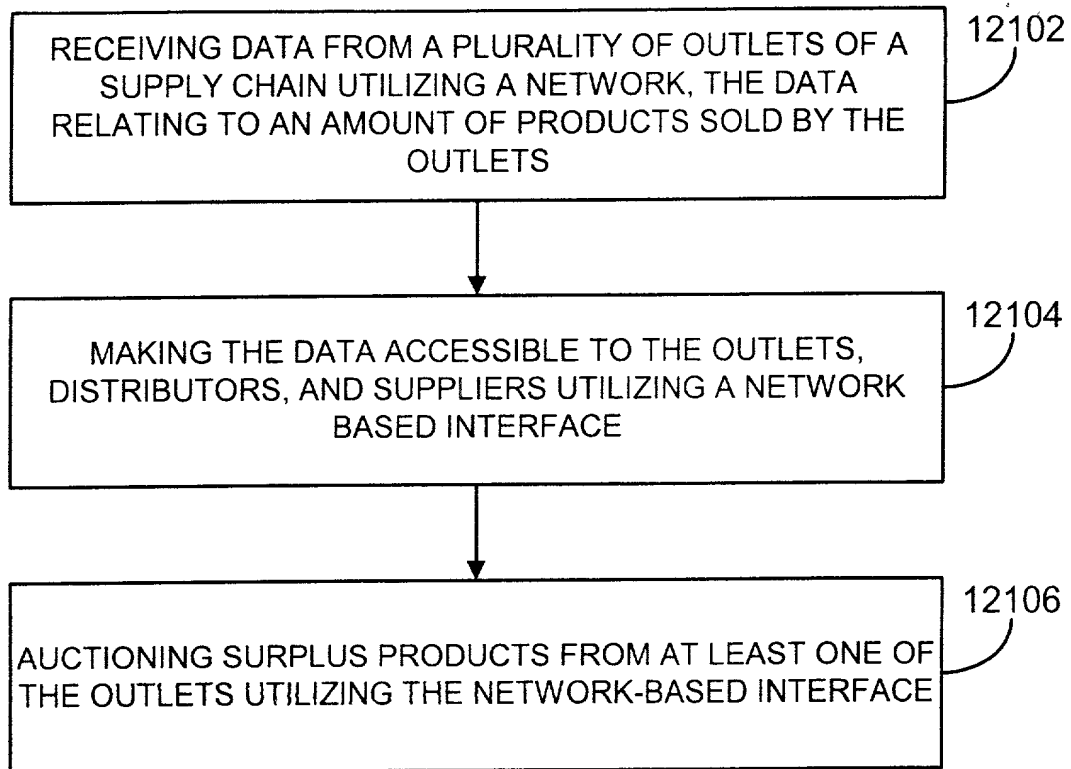 12102
RECEIVING DATA FROM A PLURALITY OF OUTLETS OF A
SUPPLY CHAIN UTILIZING A NETWORK, THE DATA
RELATING TO AN AMOUNT OF PRODUCTS SOLD BY THE
OUTLETS
12104
MAKING THE DATA ACCESSIBLE TO THE OUTLETS,
DISTRIBUTORS, AND SUPPLIERS UTILIZING A NETWORK
BASED INTERFACE
12106
AUCTIONING SURPLUS PRODUCTS FROM AT LEAST ONE OF
THE OUTLETS UTILIZING THE NETWORK-BASED INTERFACE